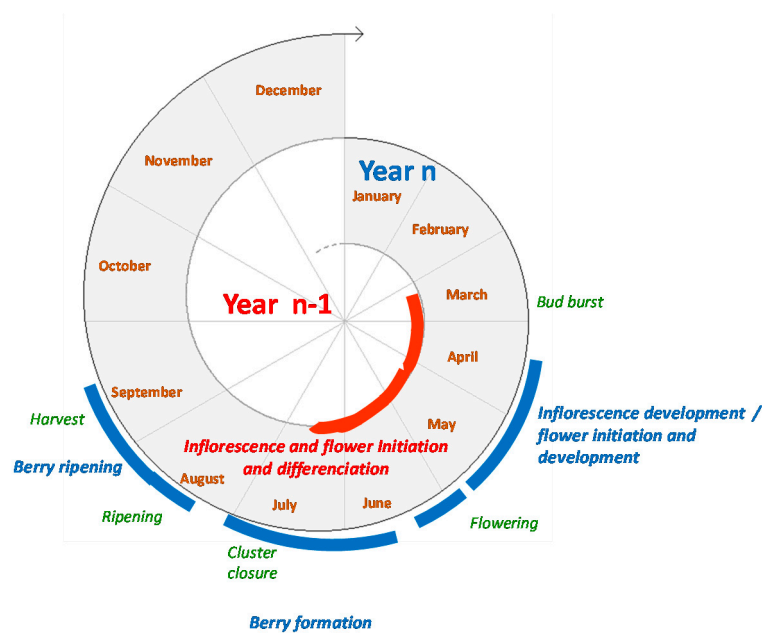 December
Year n
November
January
February
October
Year n-1
March
Bud burst
April
September
Harvest
May
Inflorescence development /
flower initiation and
development
Inflorescence and flower Initiation
and differenciation
Berry ripening
August
July
June
Ripening
Flowering
Cluster
closure
Berry formation